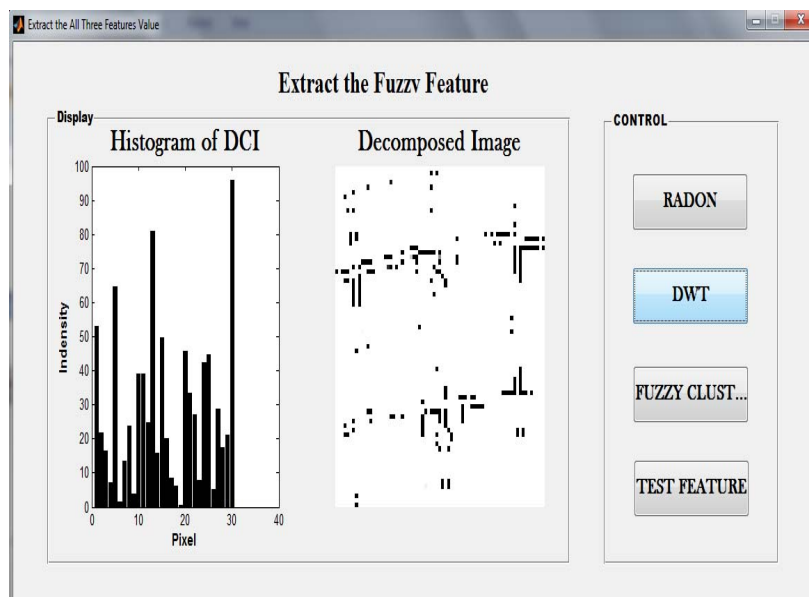 Extract the All Three Features Value
Extract the Fuzzv Feature
Display
Histogram of DCI
Decomposed Image
100
90
80
70
60
50
40
30
20
10
0
Indensity
0 10 20 30 40
Pixel
CONTROL
RADON
DWT
FUZZY CLUST...
TEST FEATURE